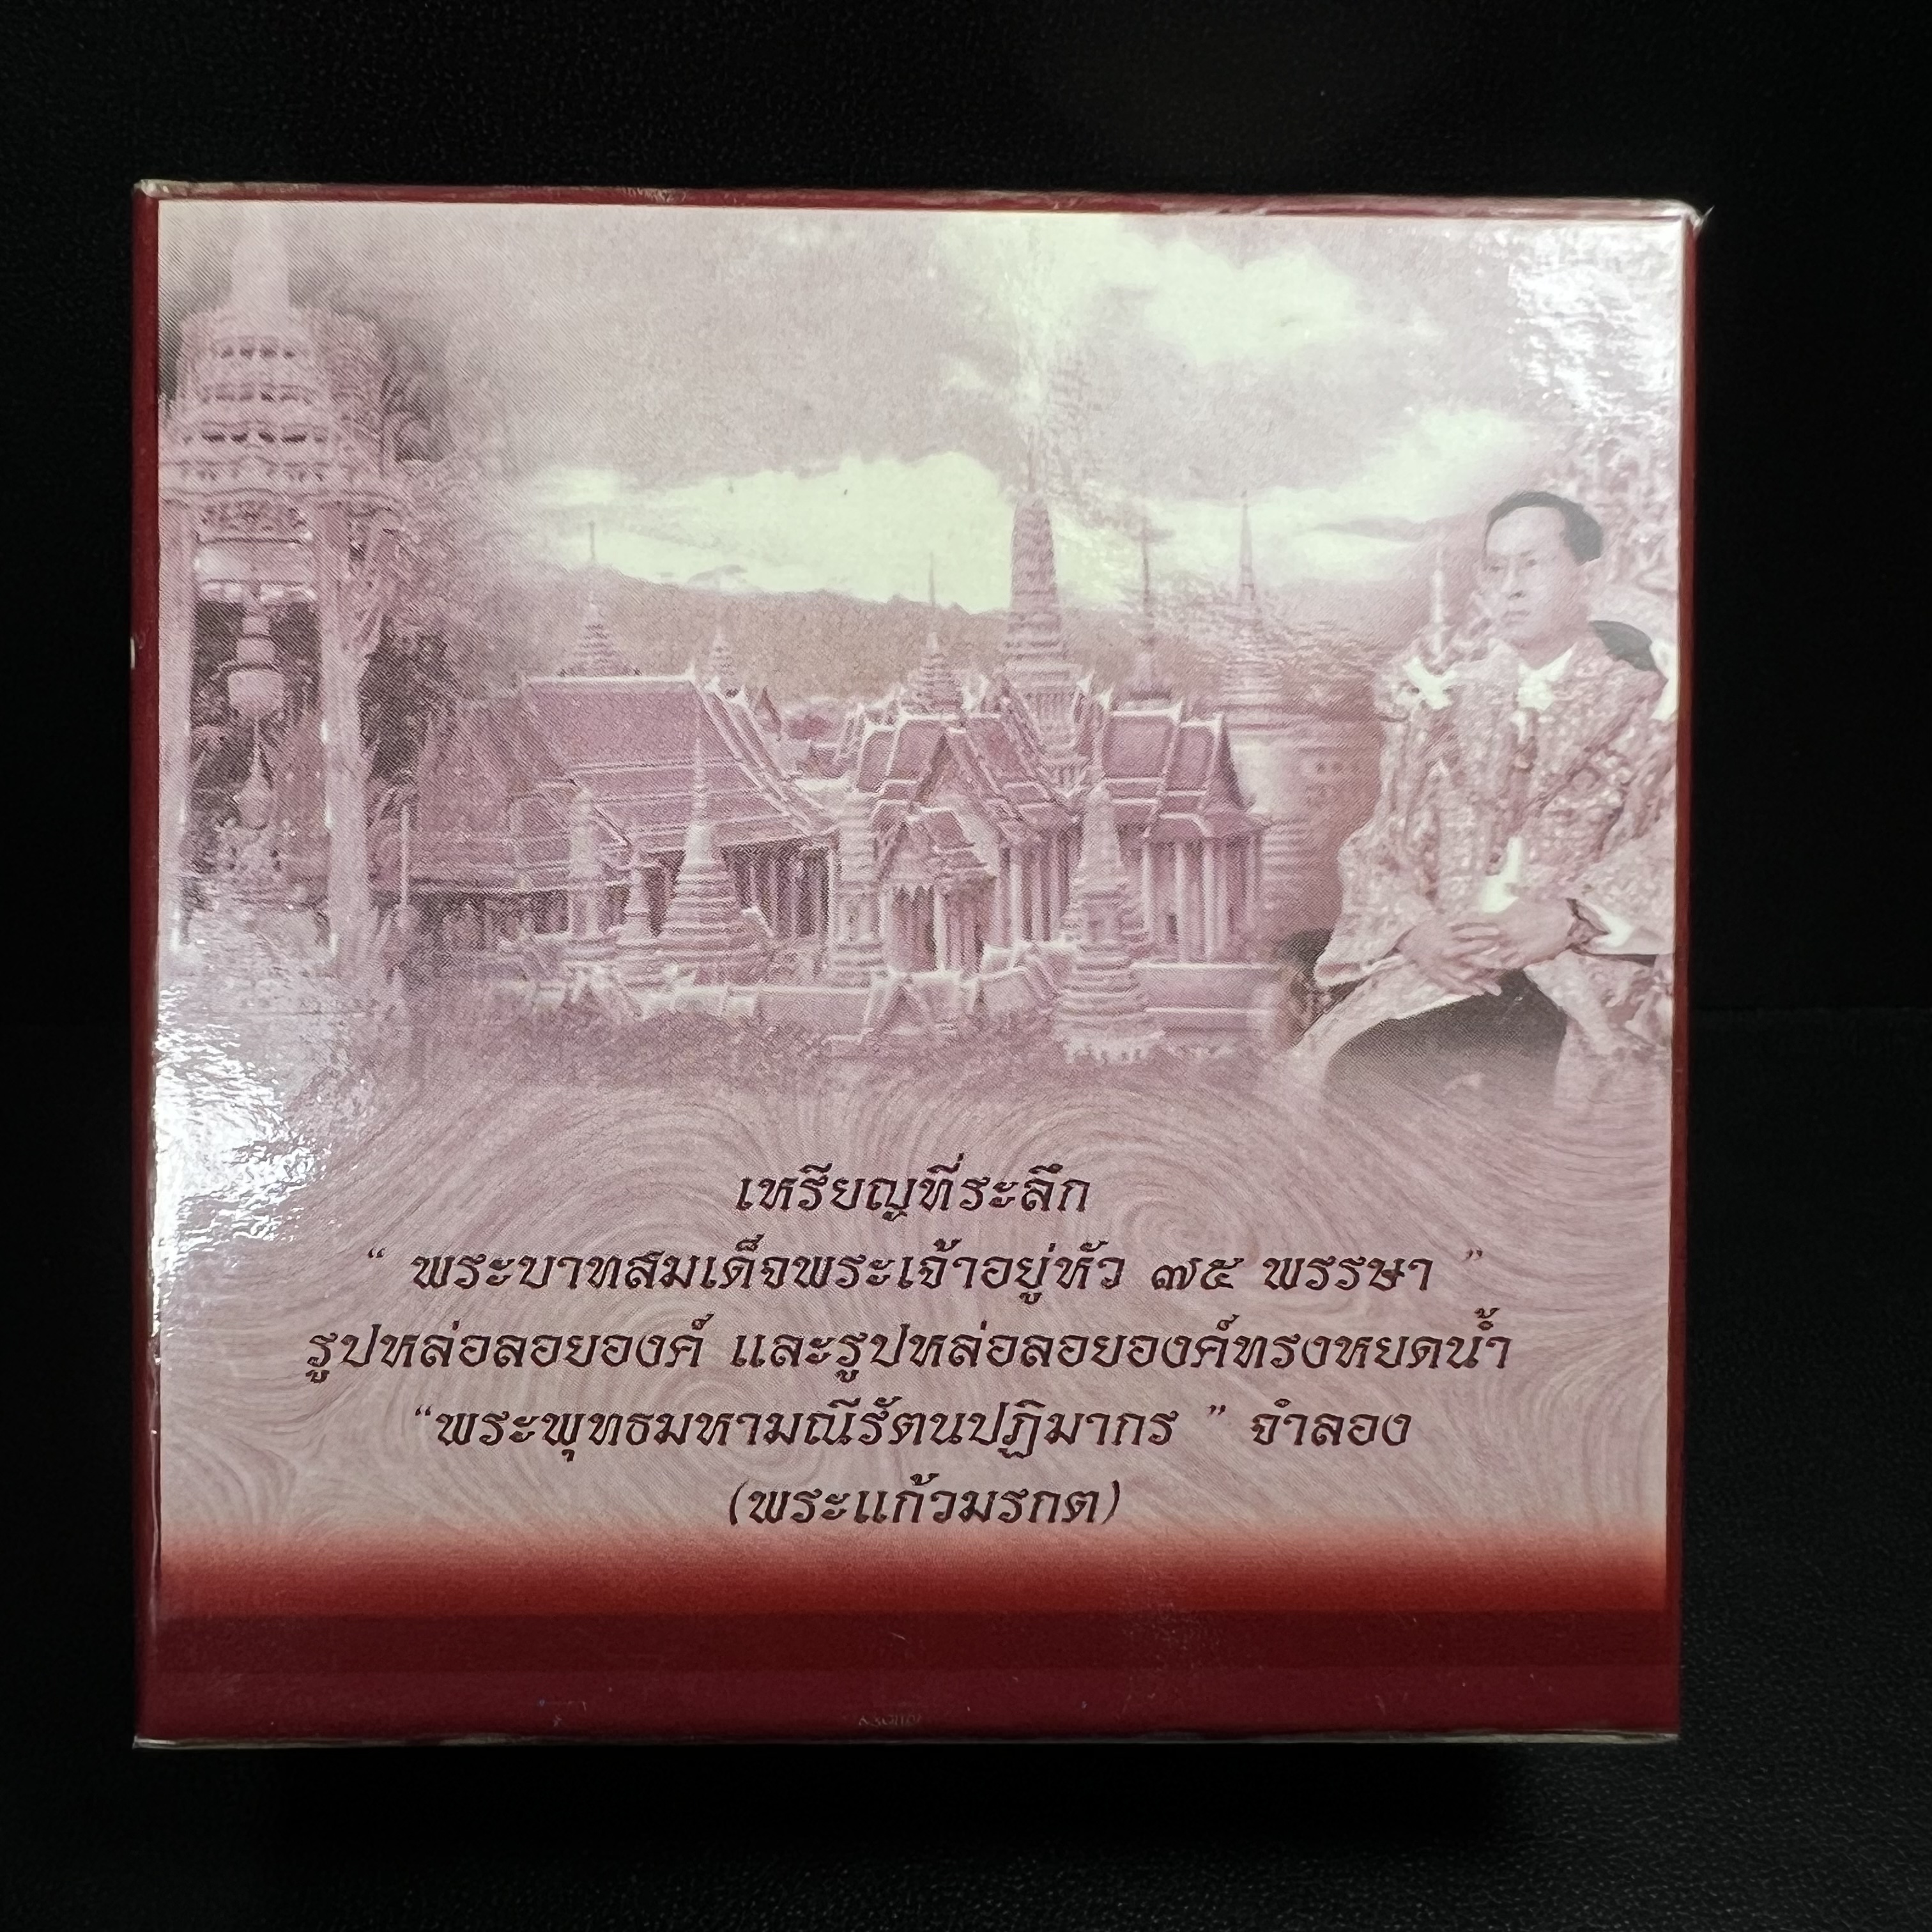 เหรียญที่ระลึก
“ พระบาทสมเด็จพระเจ้าอยู่หัว ๗๕ พรรษา ”
รูปหล่อลอยองค์ และรูปหล่อลอยองค์ทรงหยดน้ำ
“พระพุทธมหามณีรัตนปฏิมากร ” จำลอง
(พระแก้วมรกต)